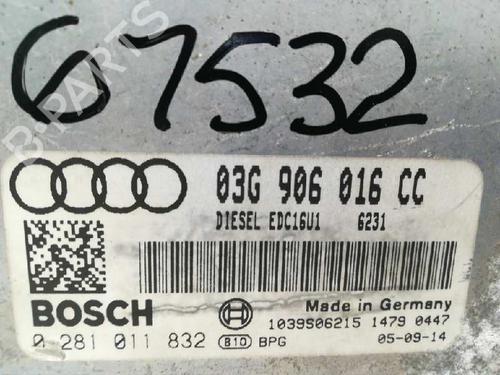 67532
B-PARTS
03G 906 016 CC
DIESEL EDC16U1 6231
BOSCH
Made in Germany
1039S06215 1479 0447
0 281 011 832 B10 BPG 05-09-14